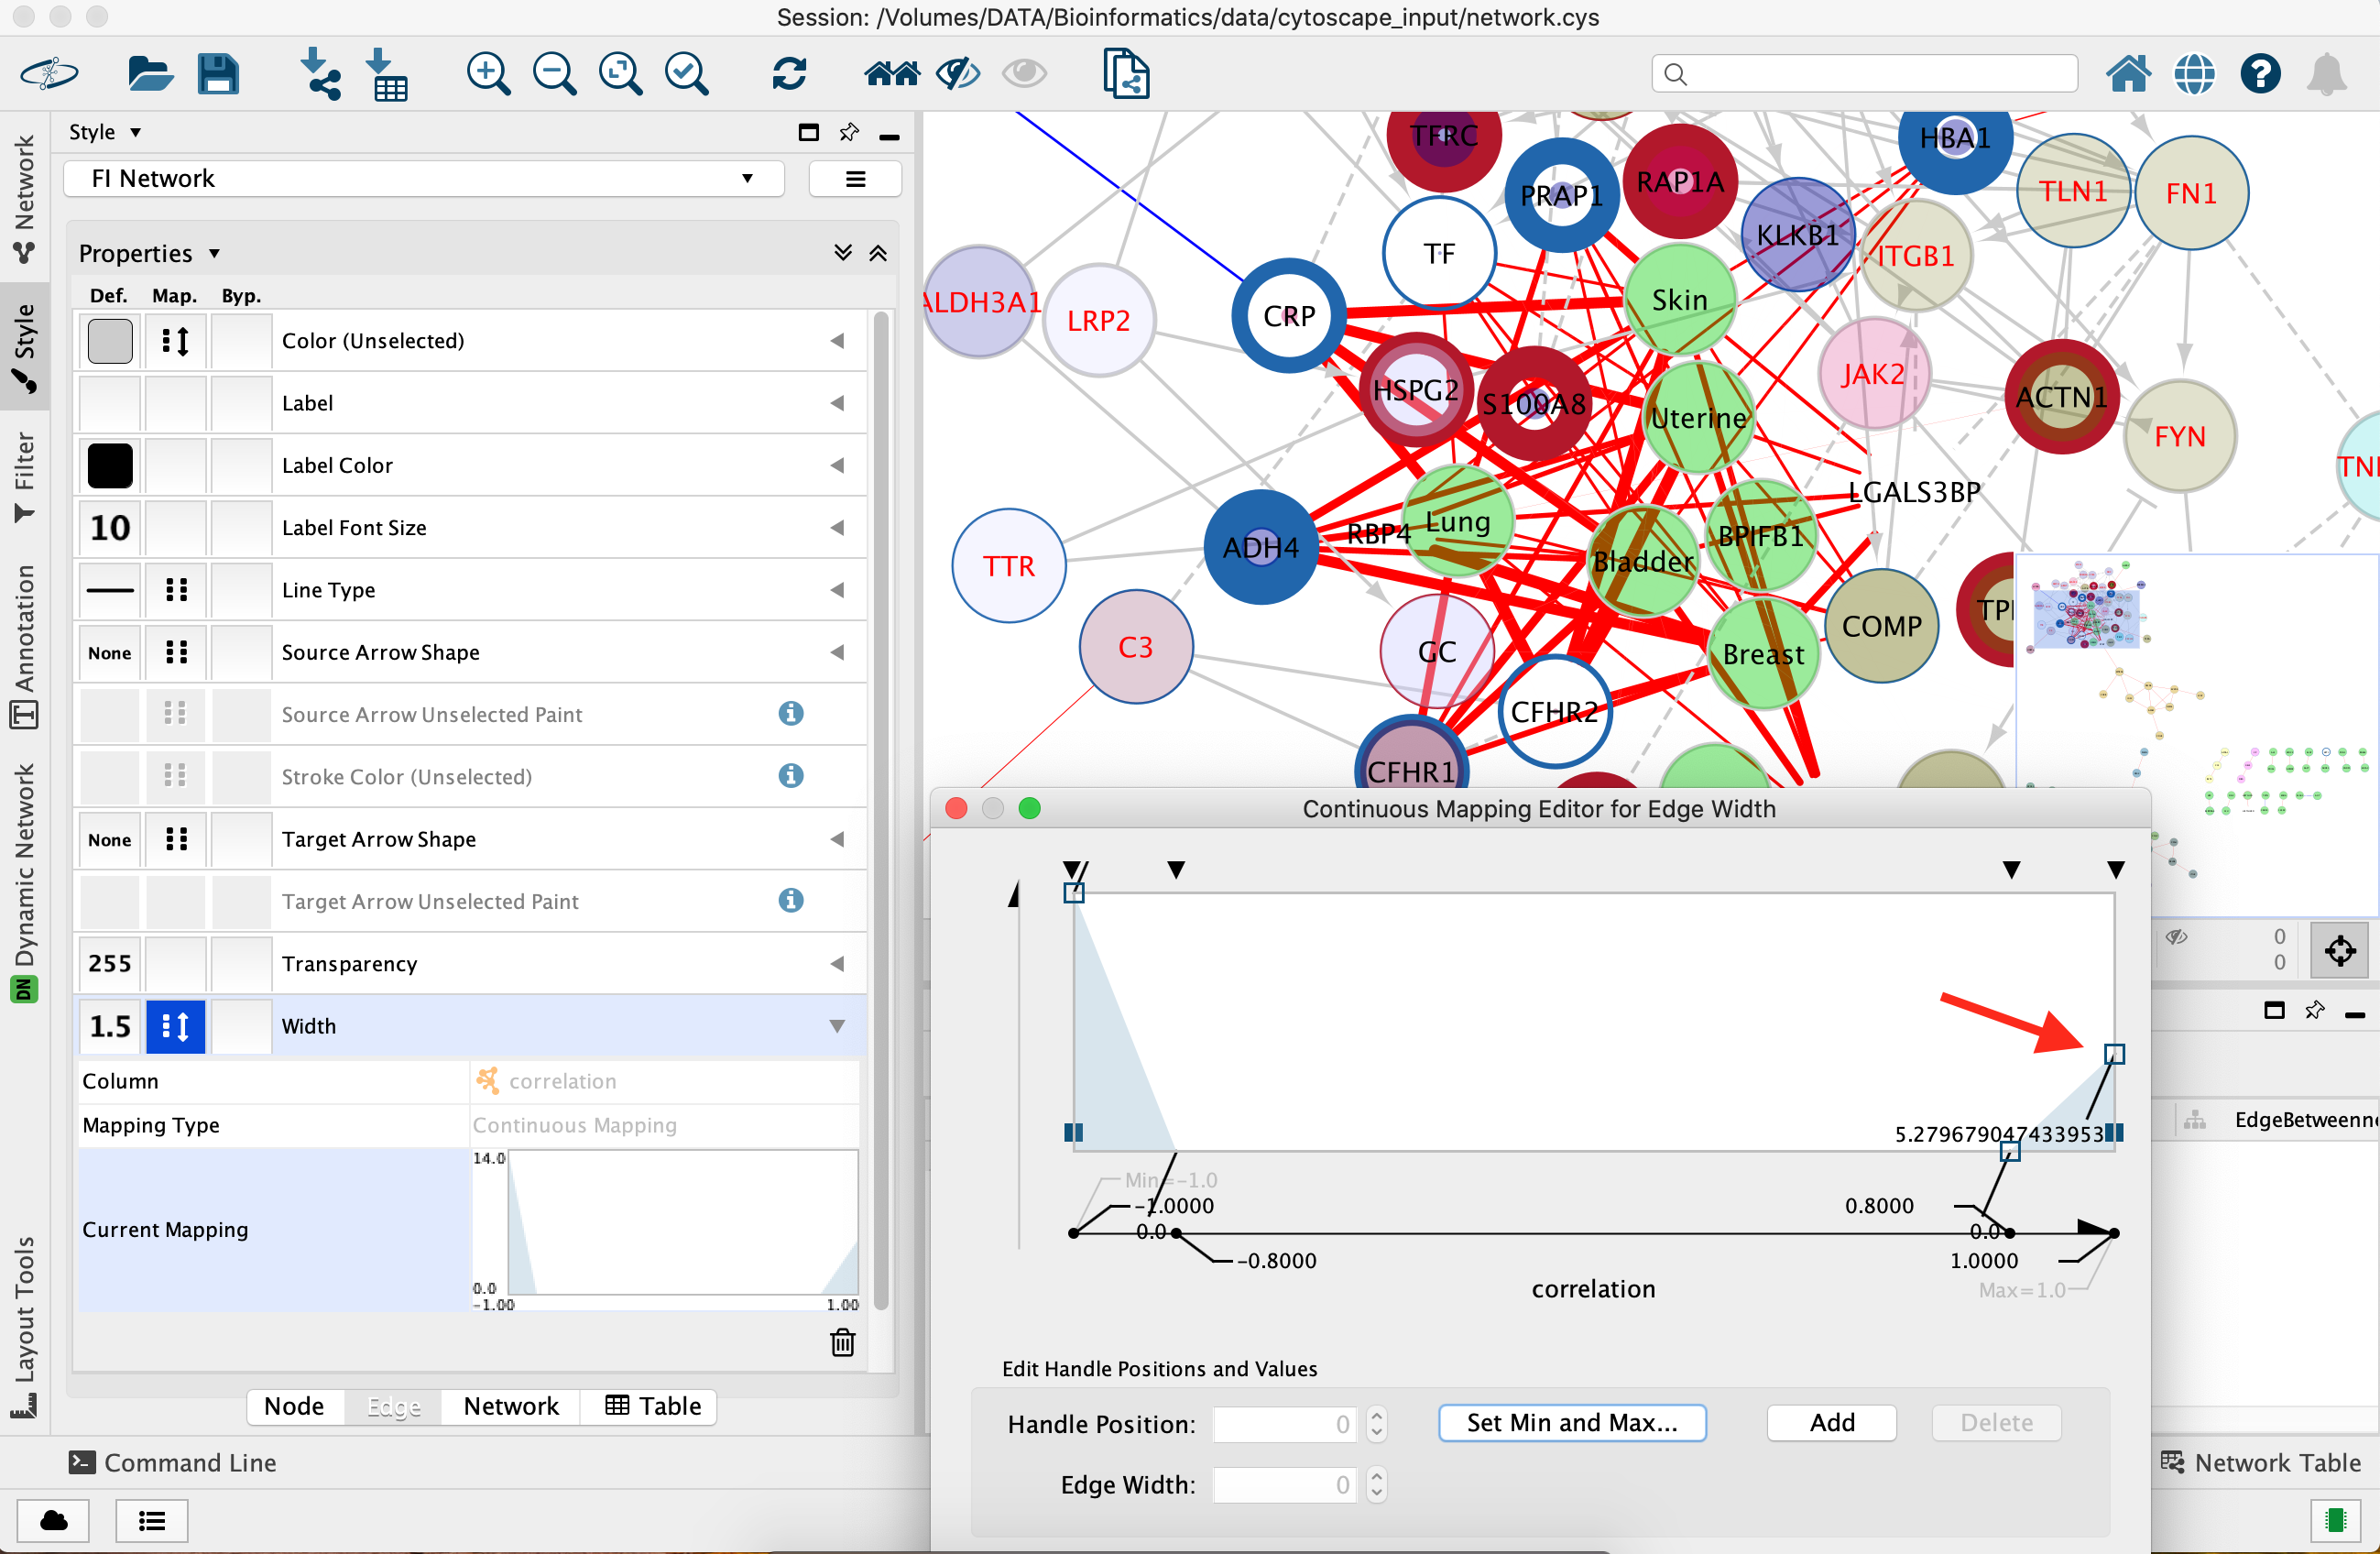 Session: /Volumes/DATA/Bioinformatics/data/cytoscape_input/network.cys
Network
Style
Filter
Annotation
Dynamic Network
DN
Layout Tools
Style
FI Network
Properties
Def. Map. Byp.
Color (Unselected)
Label
Label Color
10 Label Font Size
Line Type
None Source Arrow Shape
Source Arrow Unselected Paint
Stroke Color (Unselected)
None Target Arrow Shape
Target Arrow Unselected Paint
255 Transparency
1.5 Width
Column correlation
Mapping Type Continuous Mapping
Current Mapping
14.0
0.0
-1.00 1.00
Node Edge Network Table
Command Line
TFRC
HBA1
PRAP1
RAP1A
TLN1
FN1
KLKB1
TF
ITGB1
ALDH3A1
LRP2
CRP
Skin
JAK2
HSPG2
S100A8
ACTN1
Uterine
FYN
LGALS3BP
Lung
RBP4
BPIFB1
ADH4
Bladder
TTR
C3
GC
Breast
COMP
CFHR2
CFHR1
Continuous Mapping Editor for Edge Width
5.279679047433953
Min=-1.0
-1.0000
0.8000
0.0
0.0
-0.8000
1.0000
correlation
Max=1.0
Edit Handle Positions and Values
Handle Position: 0 Set Min and Max... Add Delete
Edge Width: 0
0
0
Network Table